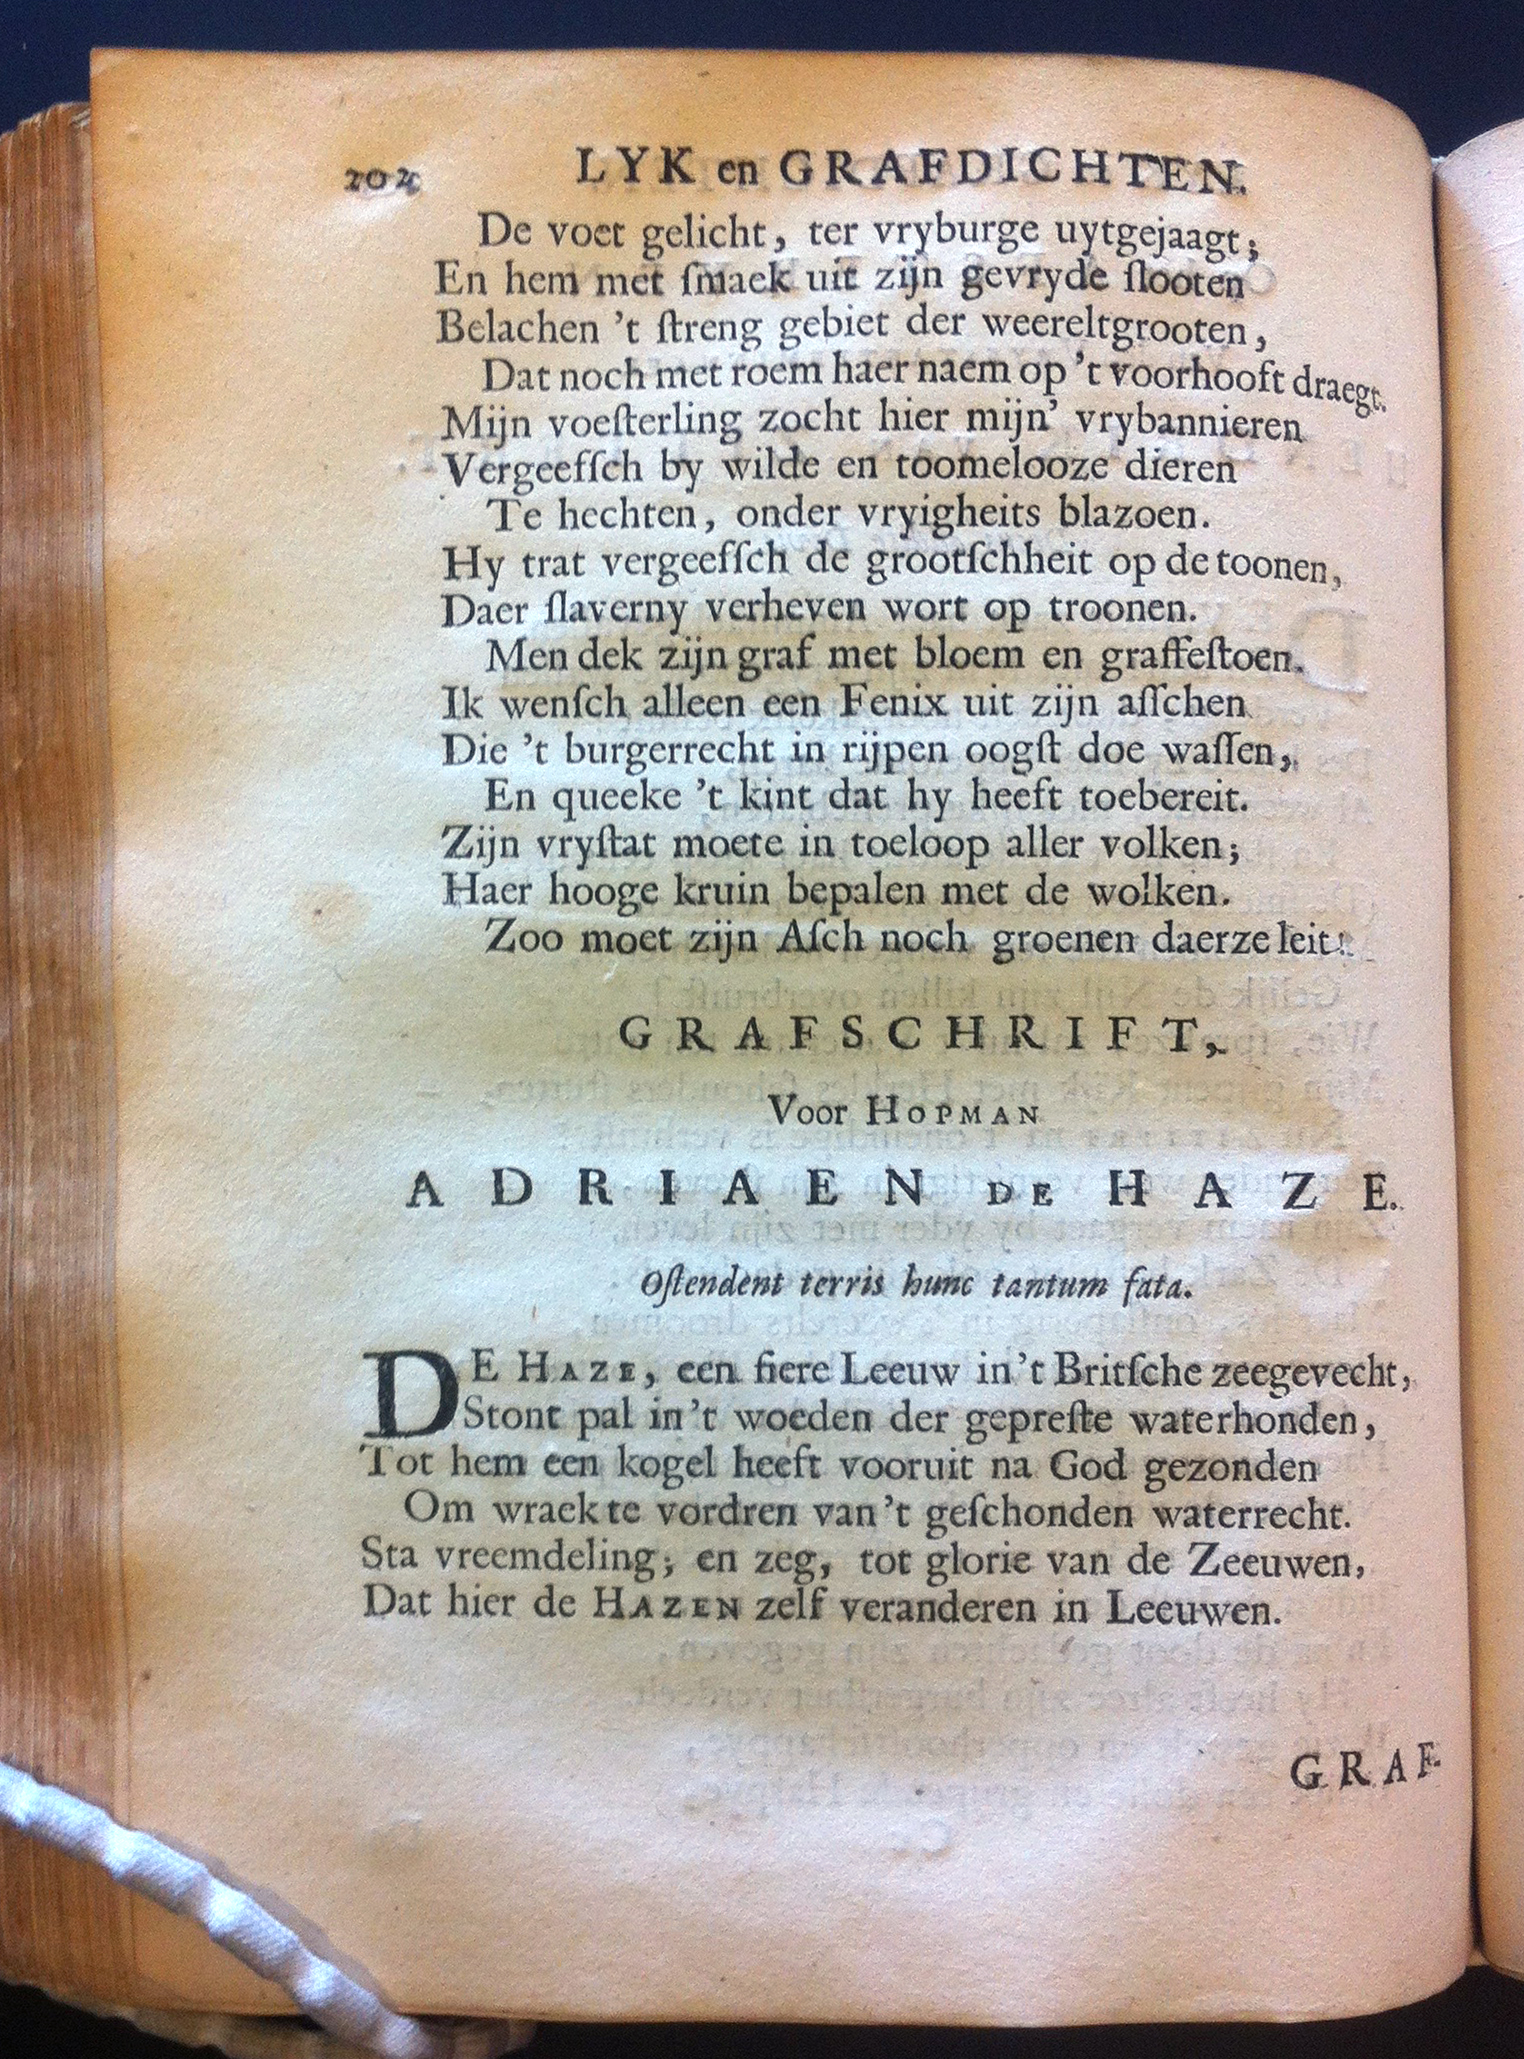 202 LYK en GRAFDICHTEN.
De voet gelicht, ter vryburge uytgejaagt;
En hem met ſmaek uit zijn gevryde ſlooten
Belachen 't ſtreng gebiet der weereltgrooten,
Dat noch met roem haer naem op 't voorhooft draegt.
Mijn voeſterling zocht hier mijn' vrybannieren
Vergeefſch by wilde en toomelooze dieren
Te hechten, onder vryigheits blazoen.
Hy trat vergeefſch de grootſchheit op de toonen,
Daer ſlaverny verheven wort op troonen.
Men dek zijn graf met bloem en graffeſtoen.
Ik wenſch alleen een Fenix uit zijn aſſchen
Die 't burgerrecht in rijpen oogſt doe waſſen,
En queeke 't kint dat hy heeft toebereit.
Zijn vryſtat moete in toeloop aller volken;
Haer hooge kruin bepalen met de wolken.
Zoo moet zijn Aſch noch groenen daerze leit.
GRAFSCHRIFT,
Voor HOPMAN
ADRIAEN DE HAZE.
Oſtendent terris hunc tantum fata.
DE HAZE, een fiere Leeuw in't Britſche zeegevecht,
Stont pal in't woeden der gepreſte waterhonden,
Tot hem een kogel heeft vooruit na God gezonden
Om wraek te vordren van't geſchonden waterrecht.
Sta vreemdeling; en zeg, tot glorie van de Zeeuwen,
Dat hier de HAZEN zelf veranderen in Leeuwen.
GRAF-